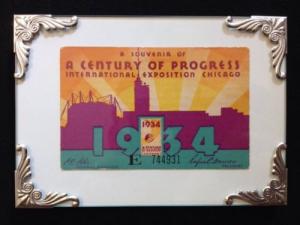 A SOUVENIR OF
A CENTURY OF PROGRESS
INTERNATIONAL EXPOSITION CHICAGO
1934
1934
E 744931